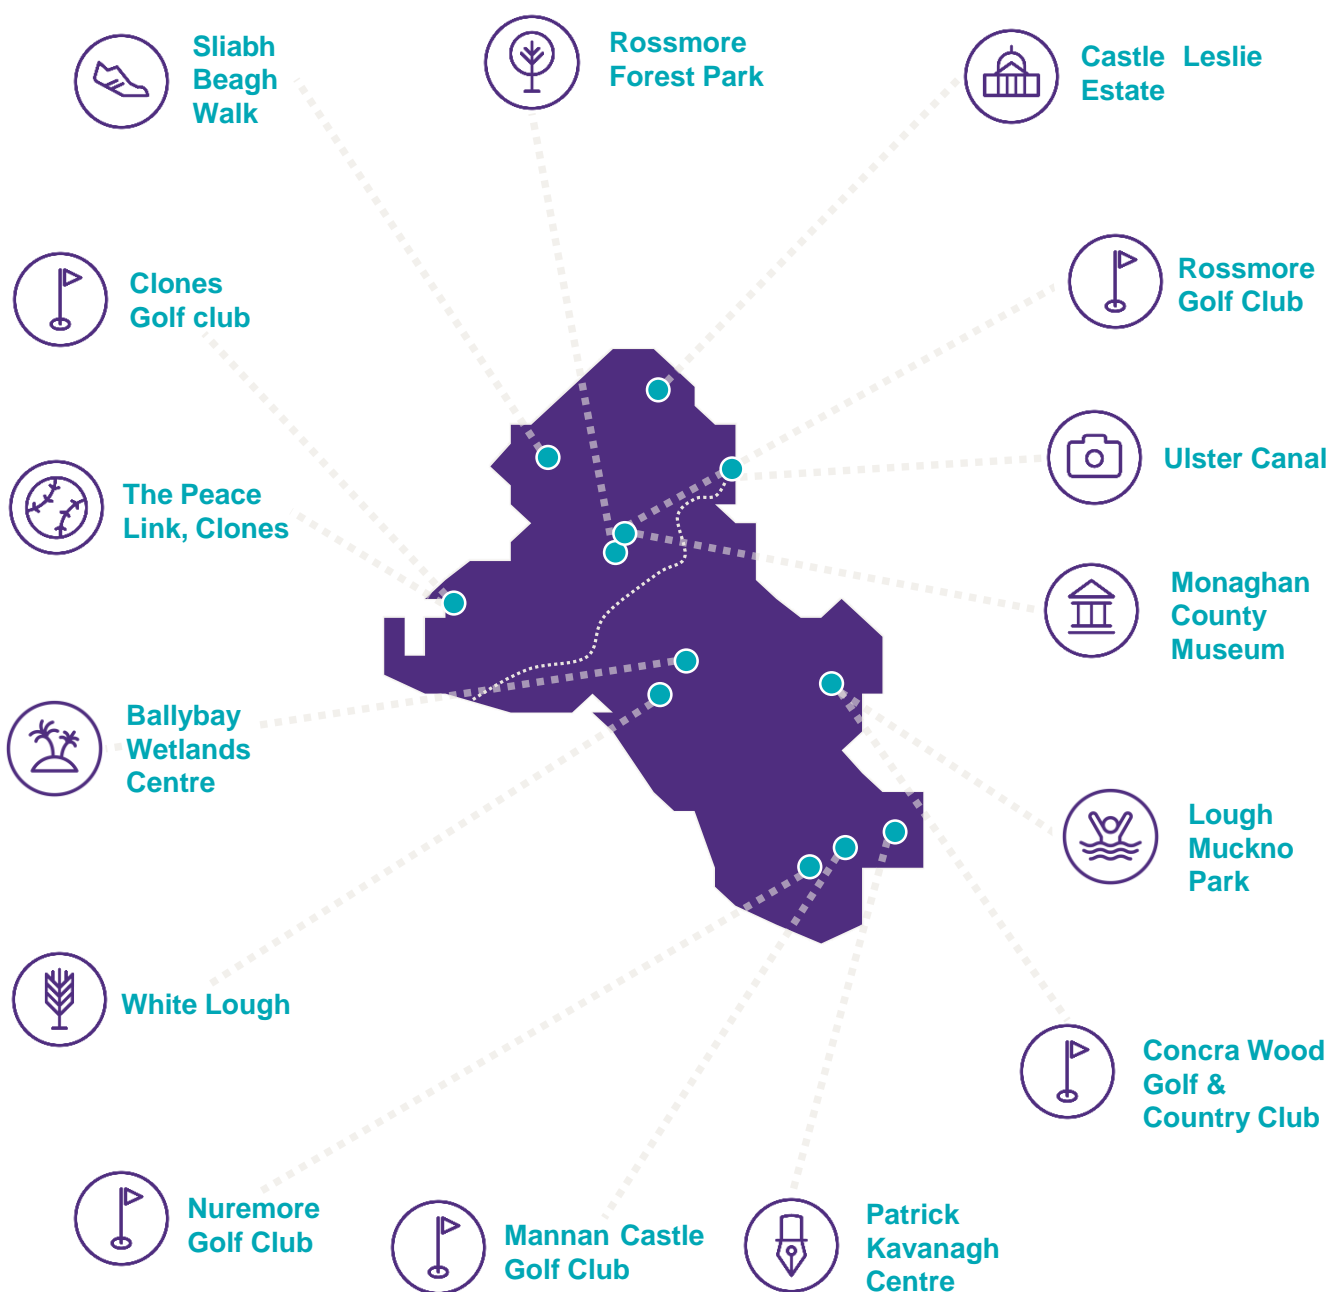 Sliabh
Beagh
Walk
Rossmore
Forest Park
Castle Leslie
Estate
Clones
Golf club
Rossmore
Golf Club
The Peace
Link, Clones
Ulster Canal
Monaghan
County
Museum
Ballybay
Wetlands
Centre
Lough
Muckno
Park
White Lough
Concra Wood
Golf &
Country Club
Nuremore
Golf Club
Mannan Castle
Golf Club
Patrick
Kavanagh
Centre